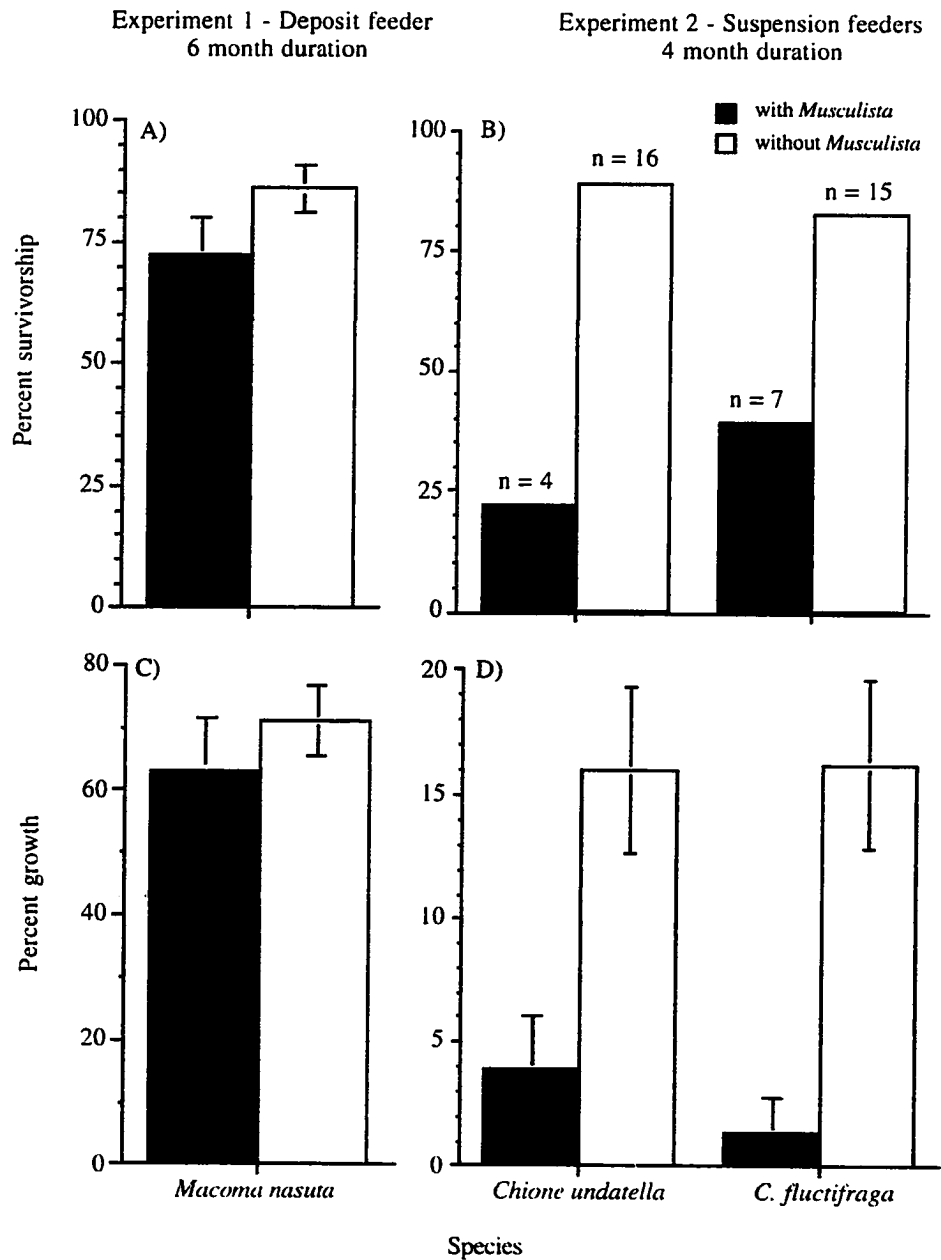 Experiment 1 - Deposit feeder
6 month duration
Experiment 2 - Suspension feeders
4 month duration
with Musculista
without Musculista
A)
B)
n = 16
n = 15
n = 7
n = 4
Percent survivorship
100
75
50
25
0
100
75
50
25
0
C)
D)
Percent growth
80
60
40
20
0
20
15
10
5
0
Macoma nasuta
Chione undatella
C. fluctifraga
Species